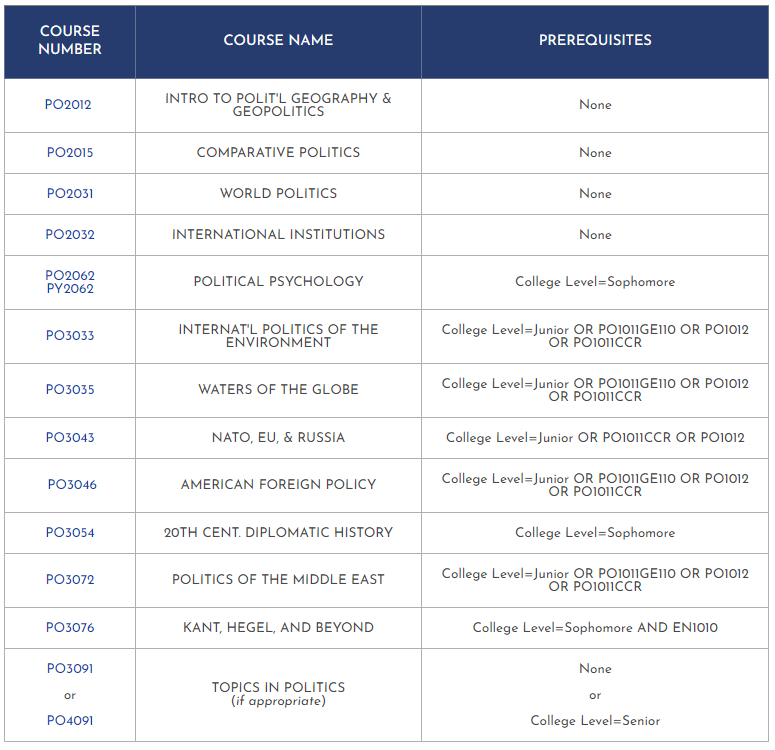 COURSE
NUMBER
COURSE NAME
PREREQUISITES
PO2012
INTRO TO POLIT'L GEOGRAPHY &
GEOPOLITICS
None
PO2015
COMPARATIVE POLITICS
None
PO2031
WORLD POLITICS
None
PO2032
INTERNATIONAL INSTITUTIONS
None
PO2062
PY2062
POLITICAL PSYCHOLOGY
College Level=Sophomore
PO3033
INTERNAT'L POLITICS OF THE
ENVIRONMENT
College Level=Junior OR PO1011GE110 OR PO1012
OR PO1011CCR
PO3035
WATERS OF THE GLOBE
College Level=Junior OR PO1011GE110 OR PO1012
OR PO1011CCR
PO3043
NATO, EU, & RUSSIA
College Level=Junior OR PO1011CCR OR PO1012
PO3046
AMERICAN FOREIGN POLICY
College Level=Junior OR PO1011GE110 OR PO1012
OR PO1011CCR
PO3054
20TH CENT. DIPLOMATIC HISTORY
College Level=Sophomore
PO3072
POLITICS OF THE MIDDLE EAST
College Level=Junior OR PO1011GE110 OR PO1012
OR PO1011CCR
PO3076
KANT, HEGEL, AND BEYOND
College Level=Sophomore AND EN1010
PO3091
or
PO4091
TOPICS IN POLITICS
(if appropriate)
None
or
College Level=Senior